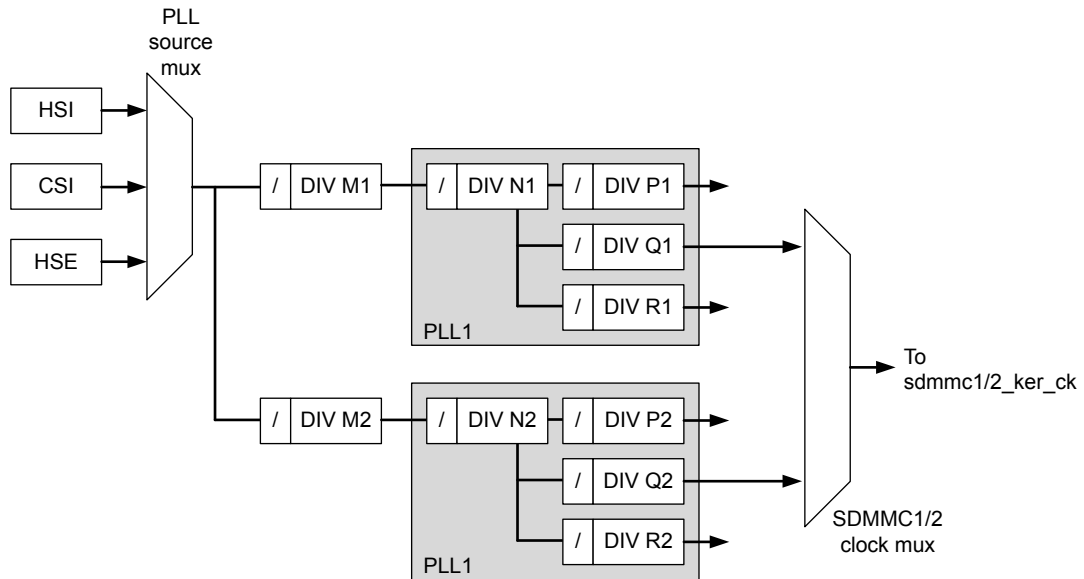 PLL
source
mux
HSI
CSI
HSE
/ DIV M1
/ DIV N1
/ DIV P1
/ DIV Q1
/ DIV R1
PLL1
/ DIV M2
/ DIV N2
/ DIV P2
/ DIV Q2
/ DIV R2
PLL1
To
sdmmc1/2_ker_ck
SDMMC1/2
clock mux